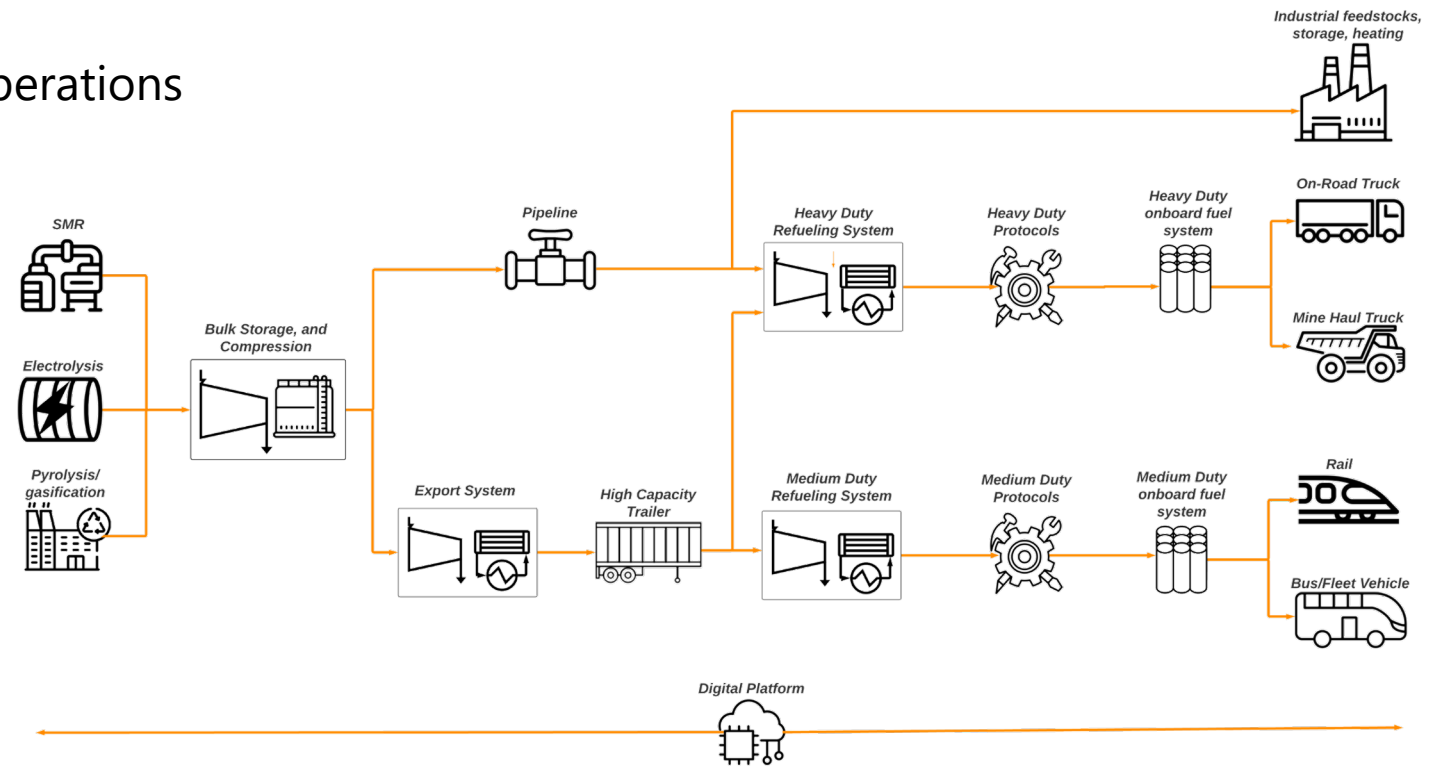 perations
Industrial feedstocks,
storage, heating
SMR
Pipeline
Heavy Duty
Refueling System
Heavy Duty
Protocols
Heavy Duty
onboard fuel
system
On-Road Truck
Mine Haul Truck
Bulk Storage, and
Compression
Electrolysis
Pyrolysis/
gasification
Export System
High Capacity
Trailer
Medium Duty
Refueling System
Medium Duty
Protocols
Medium Duty
onboard fuel
system
Rail
Bus/Fleet Vehicle
Digital Platform